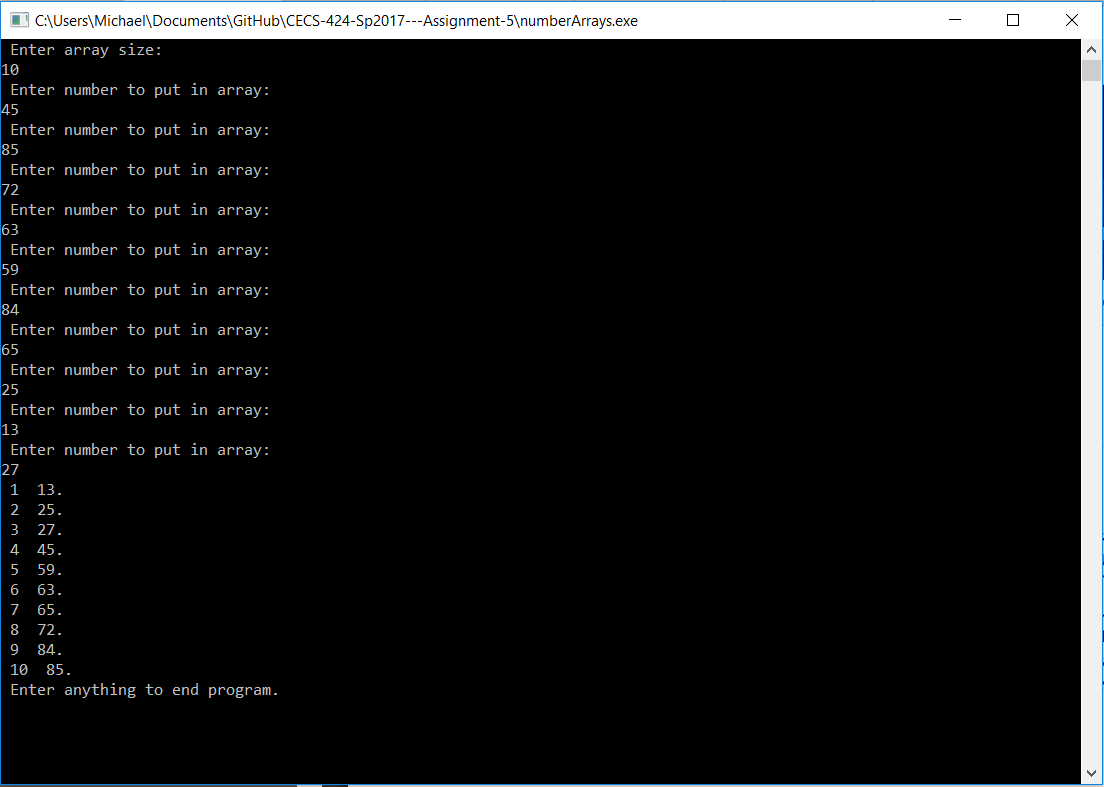 C:\Users\Michael\Documents\GitHub\CECS-424-Sp2017---Assignment-5\numberArrays.exe
Enter array size:
10
Enter number to put in array:
45
Enter number to put in array:
85
Enter number to put in array:
72
Enter number to put in array:
63
Enter number to put in array:
59
Enter number to put in array:
84
Enter number to put in array:
65
Enter number to put in array:
25
Enter number to put in array:
13
Enter number to put in array:
27
1  13.
2  25.
3  27.
4  45.
5  59.
6  63.
7  65.
8  72.
9  84.
10  85.
Enter anything to end program.